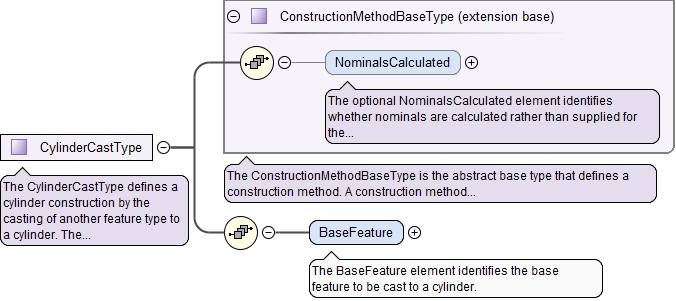 ConstructionMethodBaseType (extension base)
NominalsCalculated
The optional NominalsCalculated element identifies
whether nominals are calculated rather than supplied for
the...
CylinderCastType
The CylinderCastType defines a
cylinder construction by the
casting of another feature type to
a cylinder. The...
The ConstructionMethodBaseType is the abstract base type that defines a
construction method. A construction method...
BaseFeature
The BaseFeature element identifies the base
feature to be cast to a cylinder.